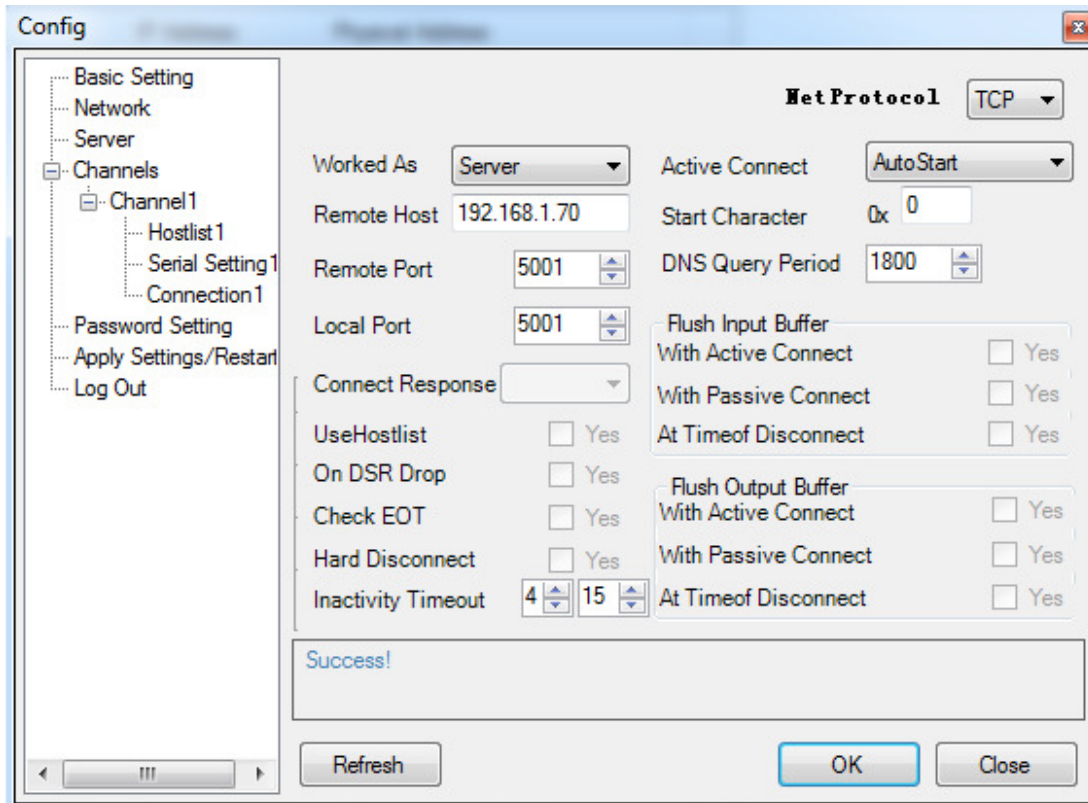 Config
Basic Setting
Network
Server
Channels
Channel1
Hostlist1
Serial Setting1
Connection1
Password Setting
Apply Settings/Restart
Log Out
NetProtocol TCP
Worked As Server
Active Connect AutoStart
Remote Host 192.168.1.70
Start Character 0x 0
Remote Port 5001
DNS Query Period 1800
Local Port 5001
Connect Response
UseHostlist Yes
On DSR Drop Yes
Check EOT Yes
Hard Disconnect Yes
Inactivity Timeout 4 15
Flush Input Buffer
With Active Connect Yes
With Passive Connect Yes
At Timeof Disconnect Yes
Flush Output Buffer
With Active Connect Yes
With Passive Connect Yes
At Timeof Disconnect Yes
Success!
Refresh OK Close